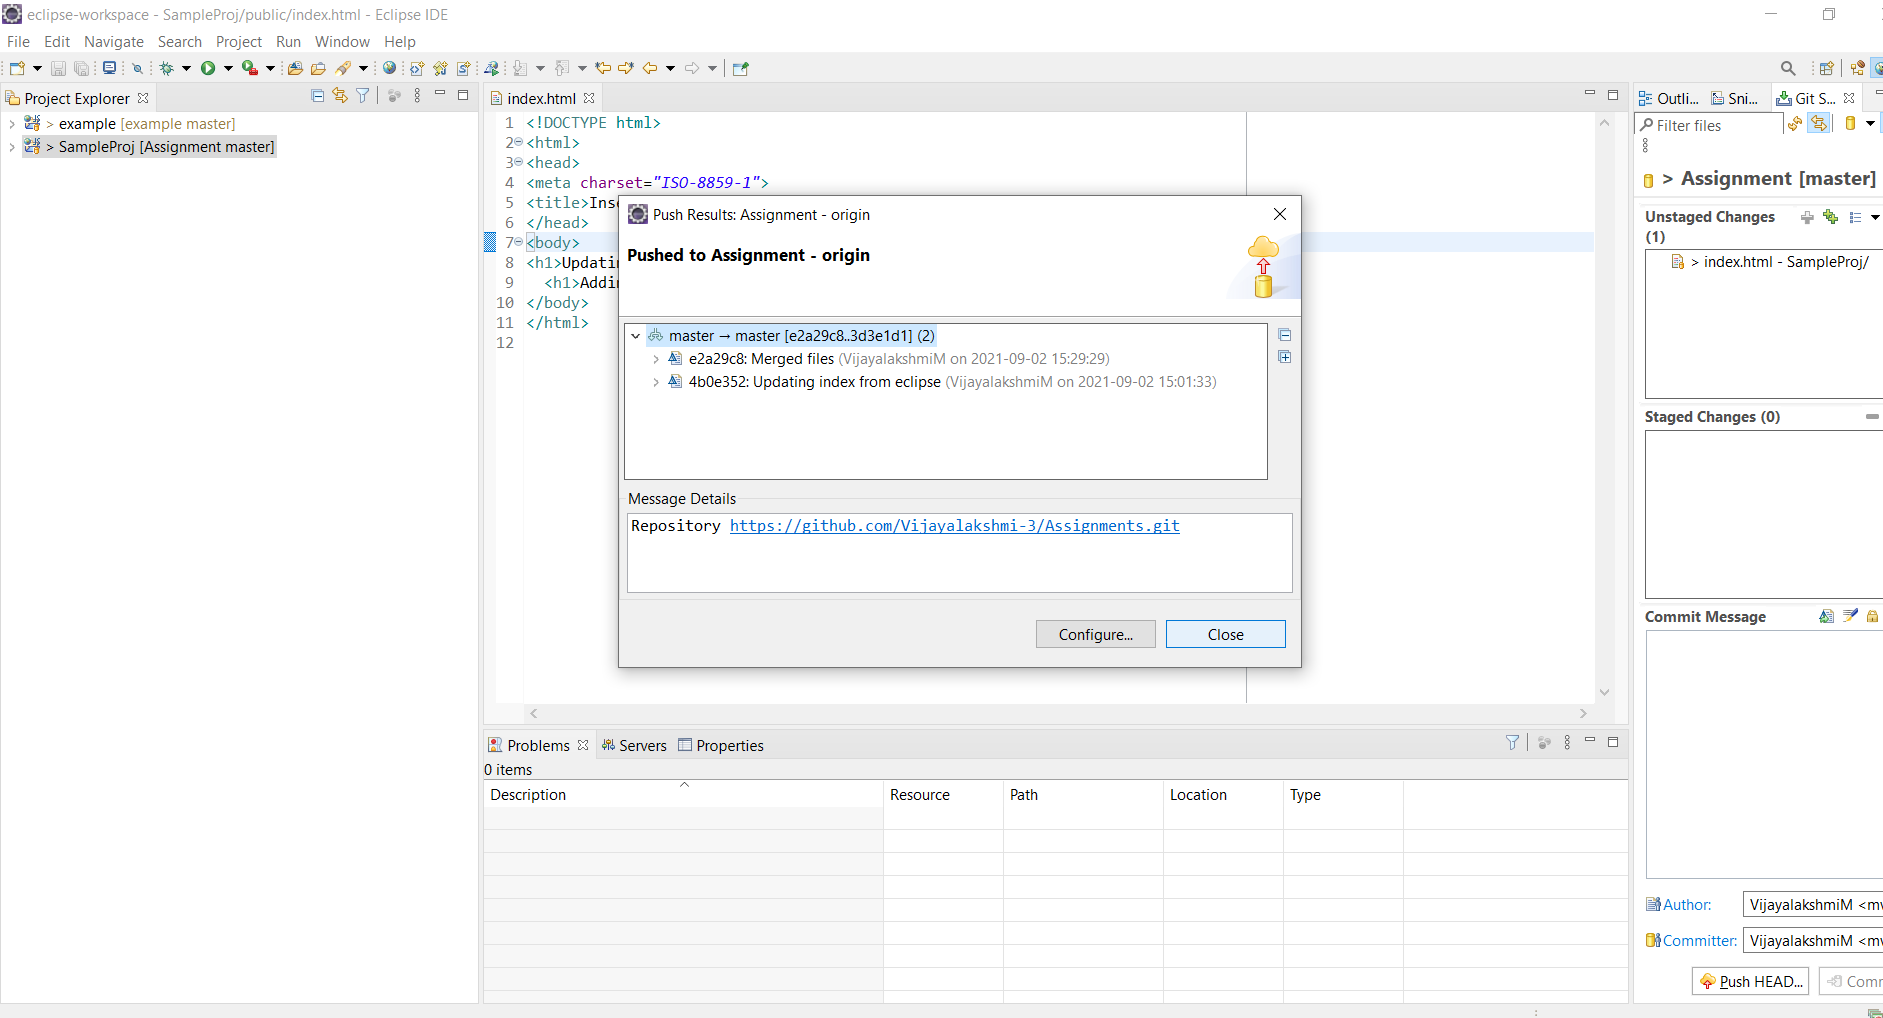 eclipse-workspace - SampleProj/public/index.html - Eclipse IDE
File Edit Navigate Search Project Run Window Help
Project Explorer
> example [example master]
> SampleProj [Assignment master]
index.html
1 <!DOCTYPE html>
2 <html>
3 <head>
4 <meta charset="ISO-8859-1">
5 <title>
6 </head>
7 <body>
8 <h1>
9 <h1>
10 </body>
11 </html>
12
Push Results: Assignment - origin
Pushed to Assignment - origin
master → master [e2a29c8..3d3e1d1] (2)
e2a29c8: Merged files (VijayalakshmiM on 2021-09-02 15:29:29)
4b0e352: Updating index from eclipse (VijayalakshmiM on 2021-09-02 15:01:33)
Message Details
Repository https://github.com/Vijayalakshmi-3/Assignments.git
Configure... Close
Problems Servers Properties
0 items
Description Resource Path Location Type
Outli... Sni... Git S...
Filter files
> Assignment [master]
Unstaged Changes
(1)
> index.html - SampleProj/
Staged Changes (0)
Commit Message
Author: VijayalakshmiM <mv
Committer: VijayalakshmiM <mv
Push HEAD... Comm